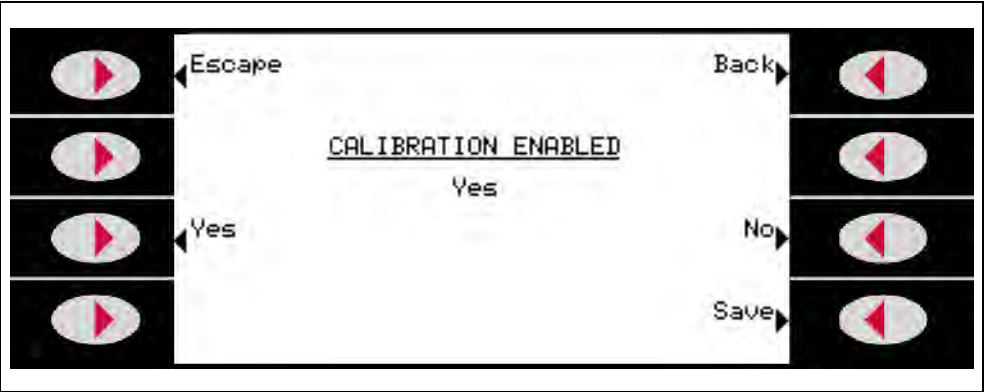 Escape
Back
CALIBRATION ENABLED
Yes
Yes
No
Save